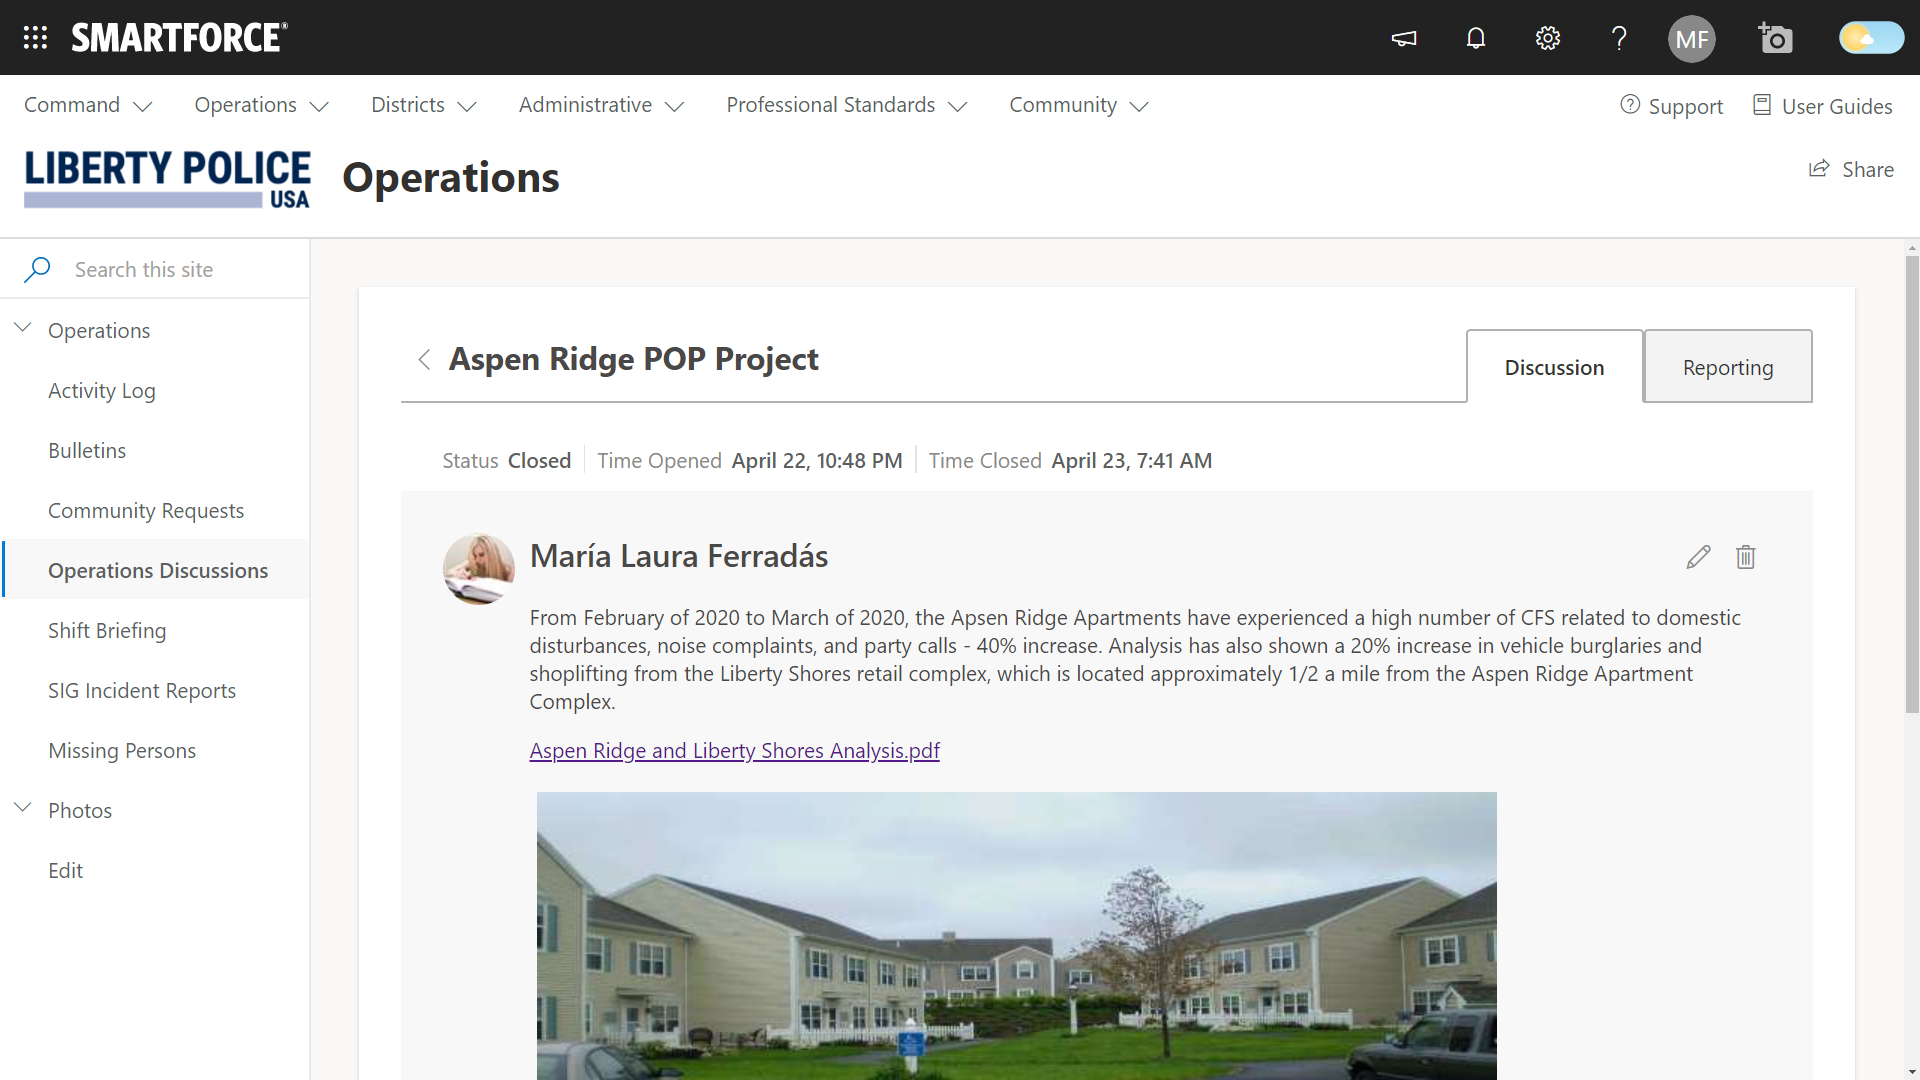 SMARTFORCE®
MF
Command
Operations
Districts
Administrative
Professional Standards
Community
Support
User Guides
LIBERTY POLICE
USA
Operations
Share
Search this site
Operations
Activity Log
Bulletins
Community Requests
Operations Discussions
Shift Briefing
SIG Incident Reports
Missing Persons
Photos
Edit
Aspen Ridge POP Project
Discussion
Reporting
Status Closed
Time Opened April 22, 10:48 PM
Time Closed April 23, 7:41 AM
María Laura Ferradás
From February of 2020 to March of 2020, the Apsen Ridge Apartments have experienced a high number of CFS related to domestic
disturbances, noise complaints, and party calls - 40% increase. Analysis has also shown a 20% increase in vehicle burglaries and
shoplifting from the Liberty Shores retail complex, which is located approximately 1/2 a mile from the Aspen Ridge Apartment
Complex.
Aspen Ridge and Liberty Shores Analysis.pdf